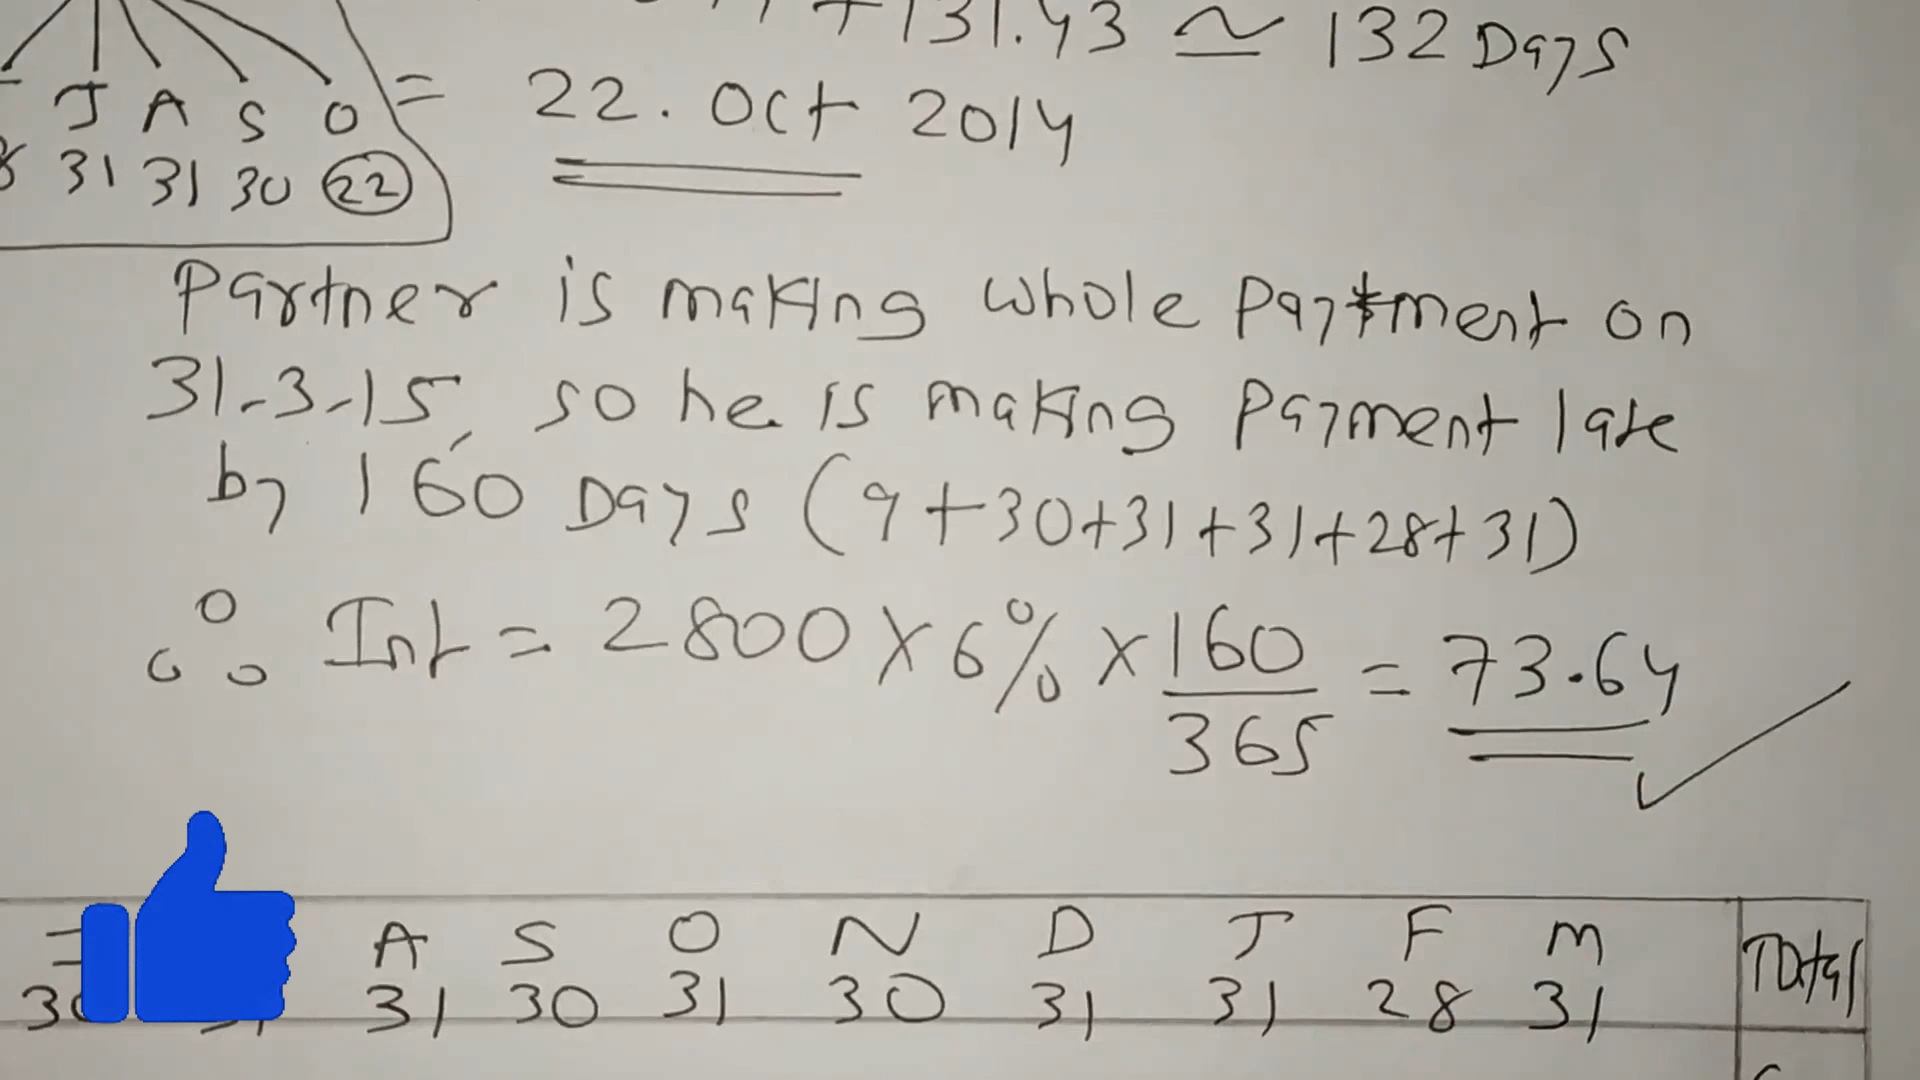 + 131.43 ≃ 132 Days
J A S O = 22. Oct 2014
31 31 30 22
Partner is making whole Payment on
31-3-15, so he is making Payment late
by 160 Days (9+30+31+31+28+31)
∴ Int = 2800 X 6% X 160/365 = 73.64
A S O N D J F M Total
30 31 30 31 30 31 31 28 31